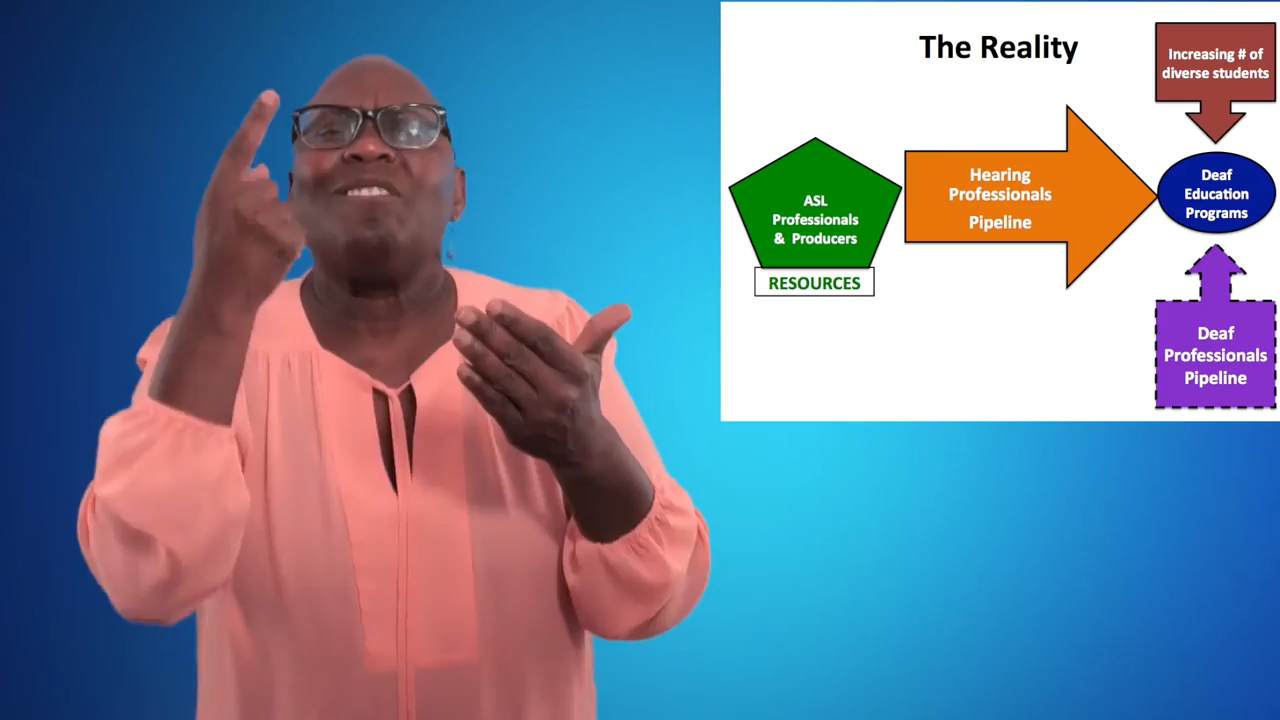 The Reality
Increasing # of
diverse students
ASL
Professionals
& Producers
RESOURCES
Hearing
Professionals
Pipeline
Deaf
Education
Programs
Deaf
Professionals
Pipeline